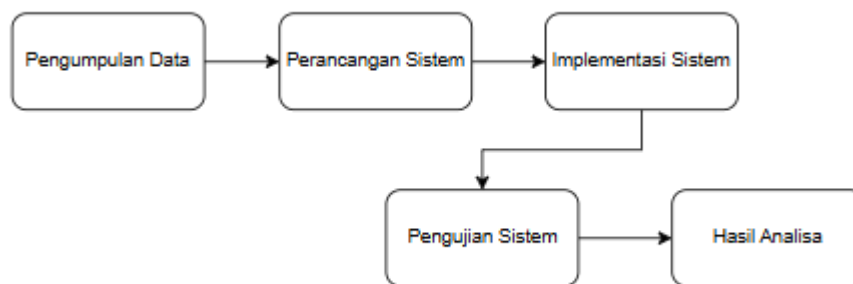 Pengumpulan Data
Perancangan Sistem
Implementasi Sistem
Pengujian Sistem
Hasil Analisa